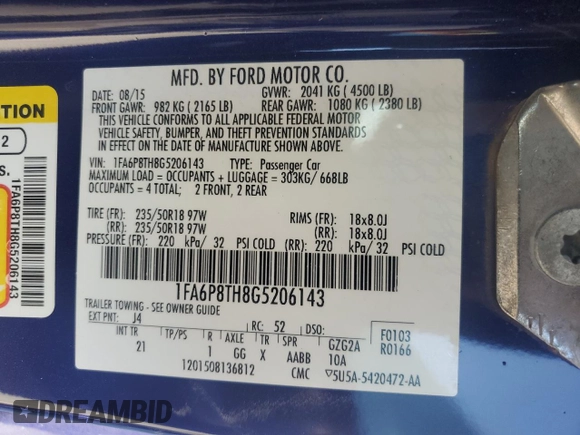 MFD. BY FORD MOTOR CO.
DATE: 08/15 GVWR: 2041 KG ( 4500 LB)
FRONT GAWR: 982 KG ( 2165 LB) REAR GAWR: 1080 KG ( 2380 LB)
THIS VEHICLE CONFORMS TO ALL APPLICABLE FEDERAL MOTOR
VEHICLE SAFETY, BUMPER, AND THEFT PREVENTION STANDARDS
IN EFFECT ON THE DATE OF MANUFACTURE SHOWN ABOVE.
VIN: 1FA6P8TH8G5206143 TYPE: Passenger Car
MAXIMUM LOAD = OCCUPANTS + LUGGAGE = 303KG/ 668LB
OCCUPANTS = 4 TOTAL: 2 FRONT, 2 REAR
TIRE (FR): 235/50R18 97W RIMS (FR): 18x8.0J
(RR): 235/50R18 97W (RR): 18x8.0J
PRESSURE (FR): 220 kPa/ 32 PSI COLD (RR): 220 kPa/ 32 PSI COLD
1FA6P8TH8G5206143
TRAILER TOWING - SEE OWNER GUIDE
EXT PNT: J4 RC: 52 DSO: F0103
INT TR TP/PS R AXLE TR SPR GZG2A R0166
21 1 GG X AABB 10A
1201508136812 CMC 5U5A-5420472-AA
TION
2
1FA6P8TH8G5206143
DREAMBID